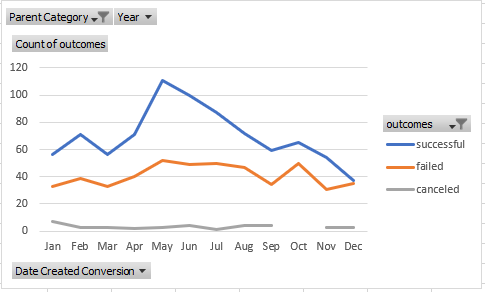 Parent Category Year
Count of outcomes
120
100
80
60
40
20
0
Jan Feb Mar Apr May Jun Jul Aug Sep Oct Nov Dec
outcomes
successful
failed
canceled
Date Created Conversion